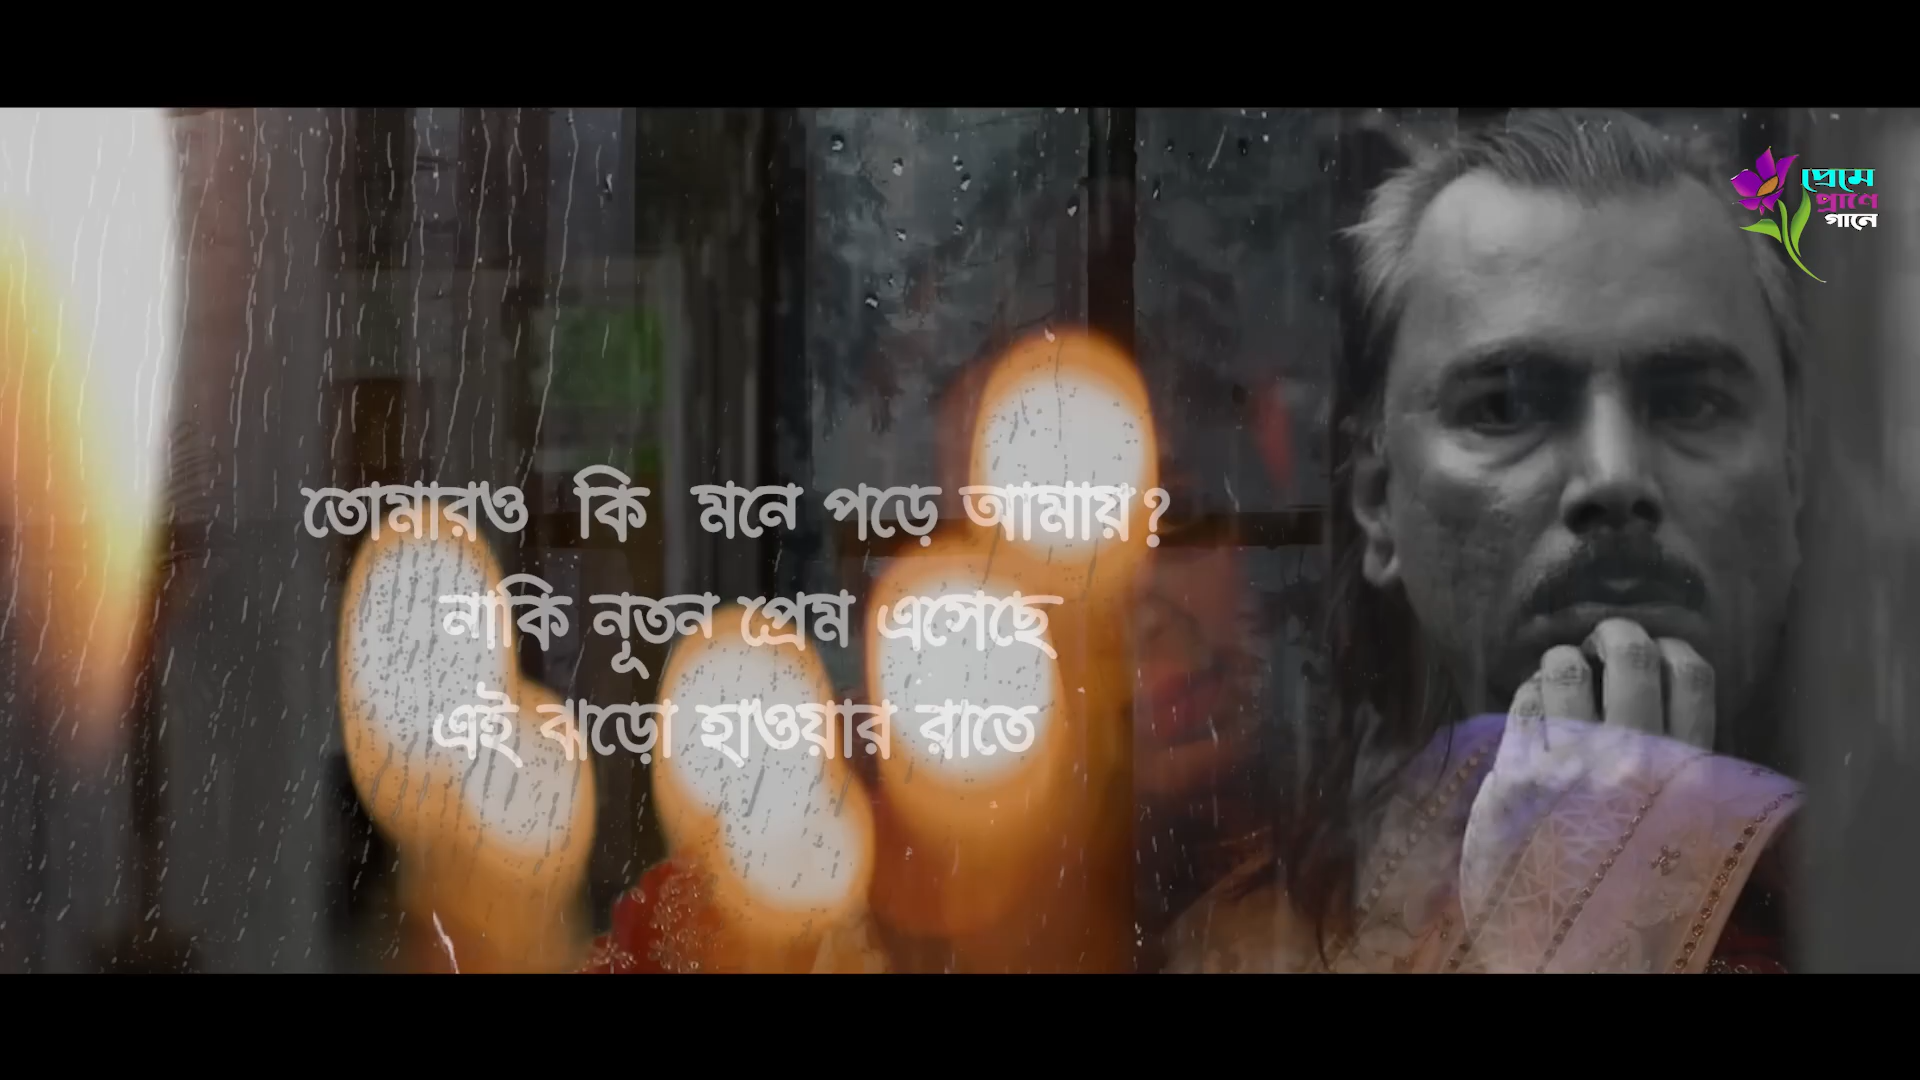 তোমারও কি মনে পড়ে আমায়?
নাকি নূতন প্রেম এসেছে
এই ঝড়ো হাওয়ার রাতে
প্রেমে
প্রাণে
গানে